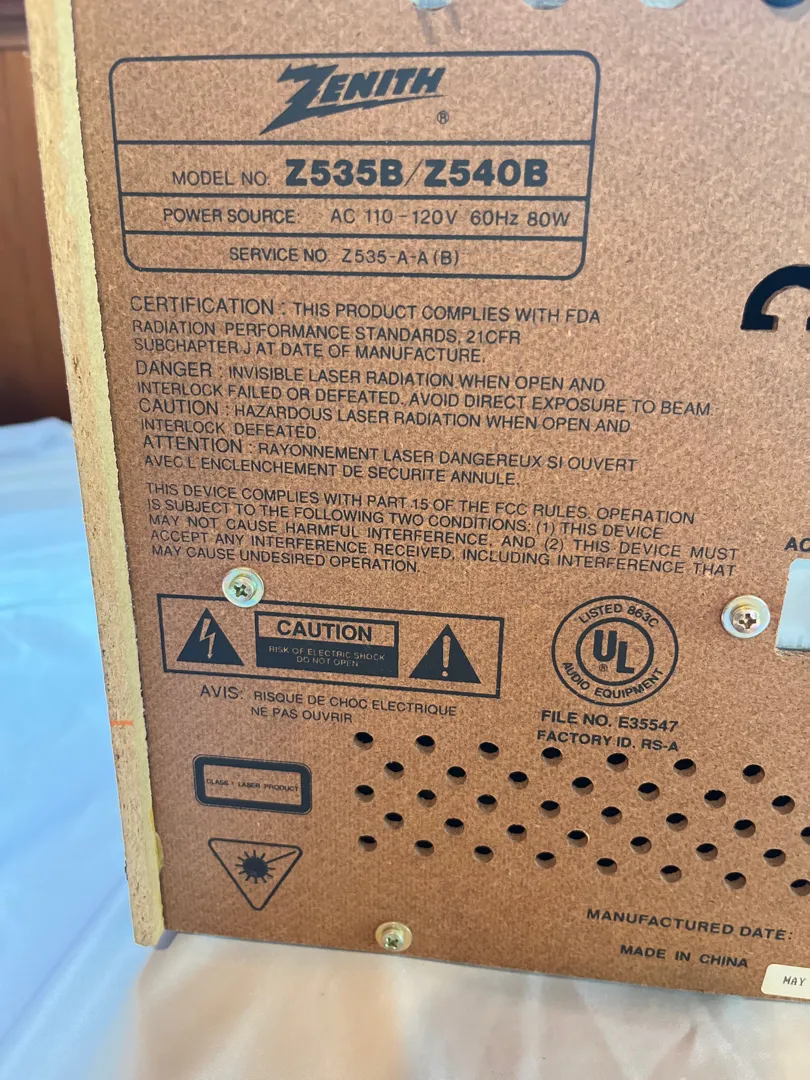 ZENITH
®
MODEL NO. Z535B/Z540B
POWER SOURCE: AC 110-120V 60Hz 80W
SERVICE NO. Z535-A-A(B)
CERTIFICATION : THIS PRODUCT COMPLIES WITH FDA
RADIATION PERFORMANCE STANDARDS, 21CFR
SUBCHAPTER J AT DATE OF MANUFACTURE.
DANGER : INVISIBLE LASER RADIATION WHEN OPEN AND
INTERLOCK FAILED OR DEFEATED. AVOID DIRECT EXPOSURE TO BEAM.
CAUTION : HAZARDOUS LASER RADIATION WHEN OPEN AND
INTERLOCK DEFEATED.
ATTENTION : RAYONNEMENT LASER DANGEREUX SI OUVERT
AVEC L'ENCLENCHEMENT DE SECURITE ANNULE.
THIS DEVICE COMPLIES WITH PART 15 OF THE FCC RULES. OPERATION
IS SUBJECT TO THE FOLLOWING TWO CONDITIONS: (1) THIS DEVICE
MAY NOT CAUSE HARMFUL INTERFERENCE, AND (2) THIS DEVICE MUST
ACCEPT ANY INTERFERENCE RECEIVED, INCLUDING INTERFERENCE THAT
MAY CAUSE UNDESIRED OPERATION.
AC
CAUTION
RISK OF ELECTRIC SHOCK
DO NOT OPEN
AVIS: RISQUE DE CHOC ELECTRIQUE
NE PAS OUVRIR
LISTED 863C
UL
®
AUDIO EQUIPMENT
FILE NO. E35547
FACTORY ID. RS-A
CLASS 1 LASER PRODUCT
MANUFACTURED DATE:
MADE IN CHINA
MAY